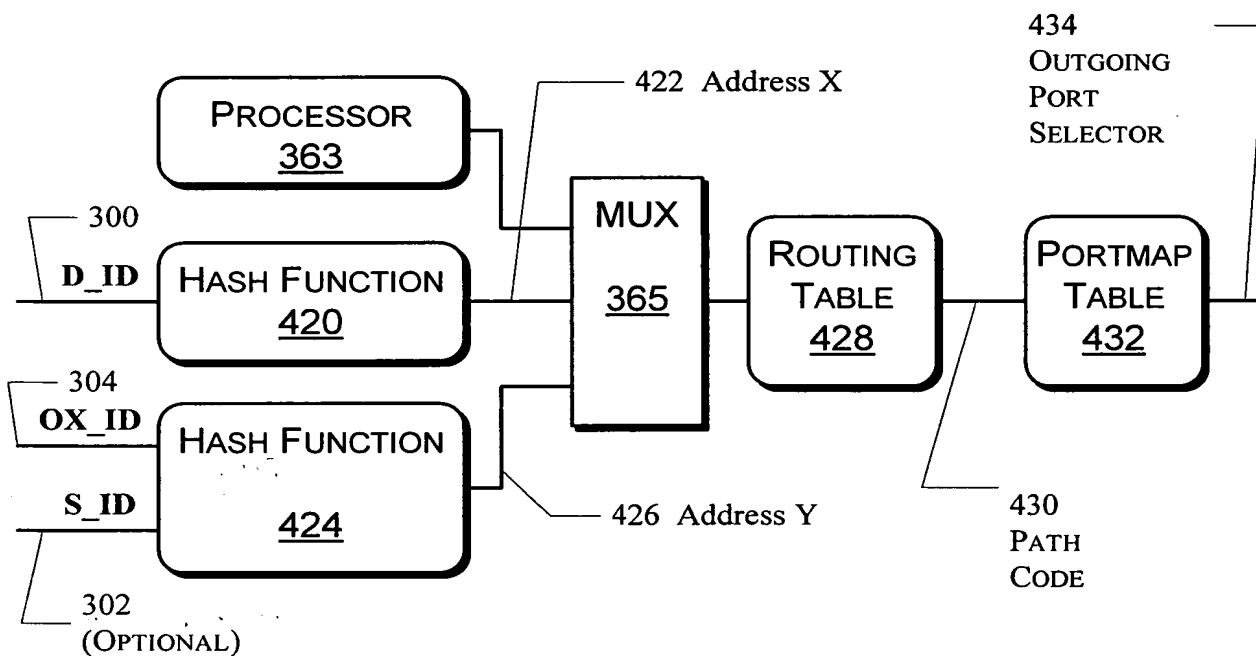 434
OUTGOING
PORT
SELECTOR
422 Address X
PROCESSOR
363
300
D_ID
HASH FUNCTION
420
MUX
365
ROUTING
TABLE
428
PORTMAP
TABLE
432
304
OX_ID
S_ID
HASH FUNCTION
424
426 Address Y
430
PATH
CODE
302
(OPTIONAL)